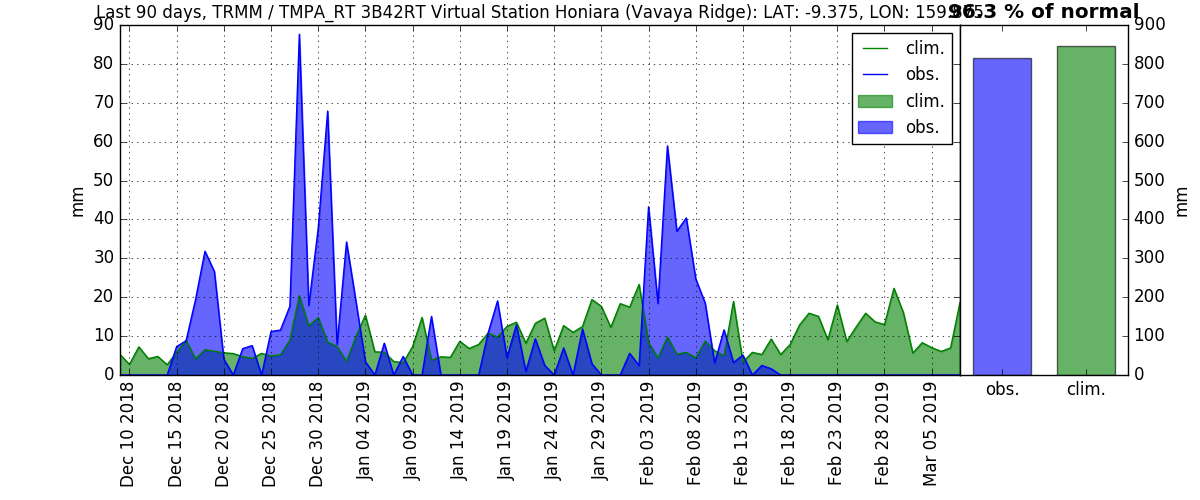 Last 90 days, TRMM / TMPA_RT 3B42RT Virtual Station Honiara (Vavaya Ridge): LAT: -9.375, LON:
96.3 % of normal
90
80
70
60
50
40
30
20
10
0
mm
clim.
obs.
clim.
obs.
900
800
700
600
500
400
300
200
100
0
mm
obs.
clim.
Dec 10 2018
Dec 15 2018
Dec 20 2018
Dec 25 2018
Dec 30 2018
Jan 04 2019
Jan 09 2019
Jan 14 2019
Jan 19 2019
Jan 24 2019
Jan 29 2019
Feb 03 2019
Feb 08 2019
Feb 13 2019
Feb 18 2019
Feb 23 2019
Feb 28 2019
Mar 05 2019